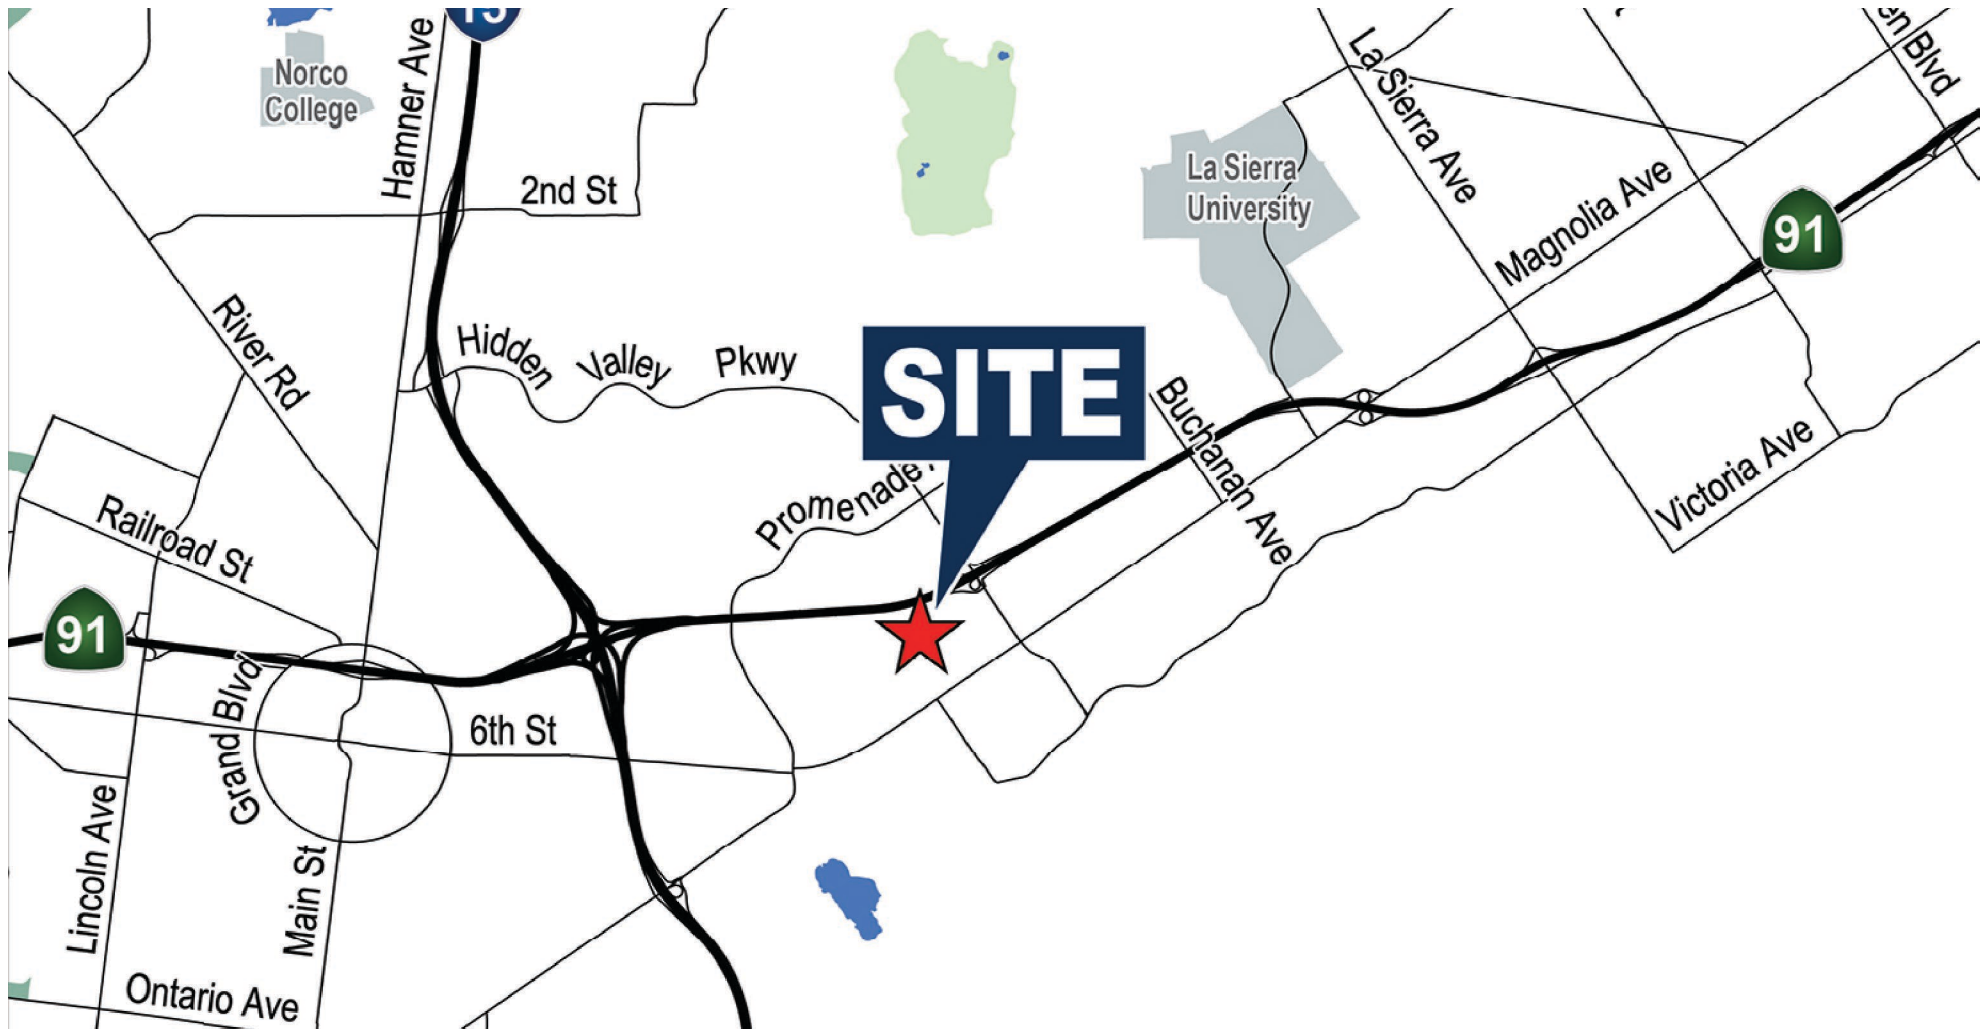 15
Norco
College
Hamner Ave
2nd St
La Sierra
University
La Sierra Ave
Blvd
Magnolia Ave
91
River Rd
Hidden Valley Pkwy
SITE
Buchanan Ave
Victoria Ave
Promenade
Railroad St
91
Grand Blvd
6th St
Lincoln Ave
Main St
Ontario Ave